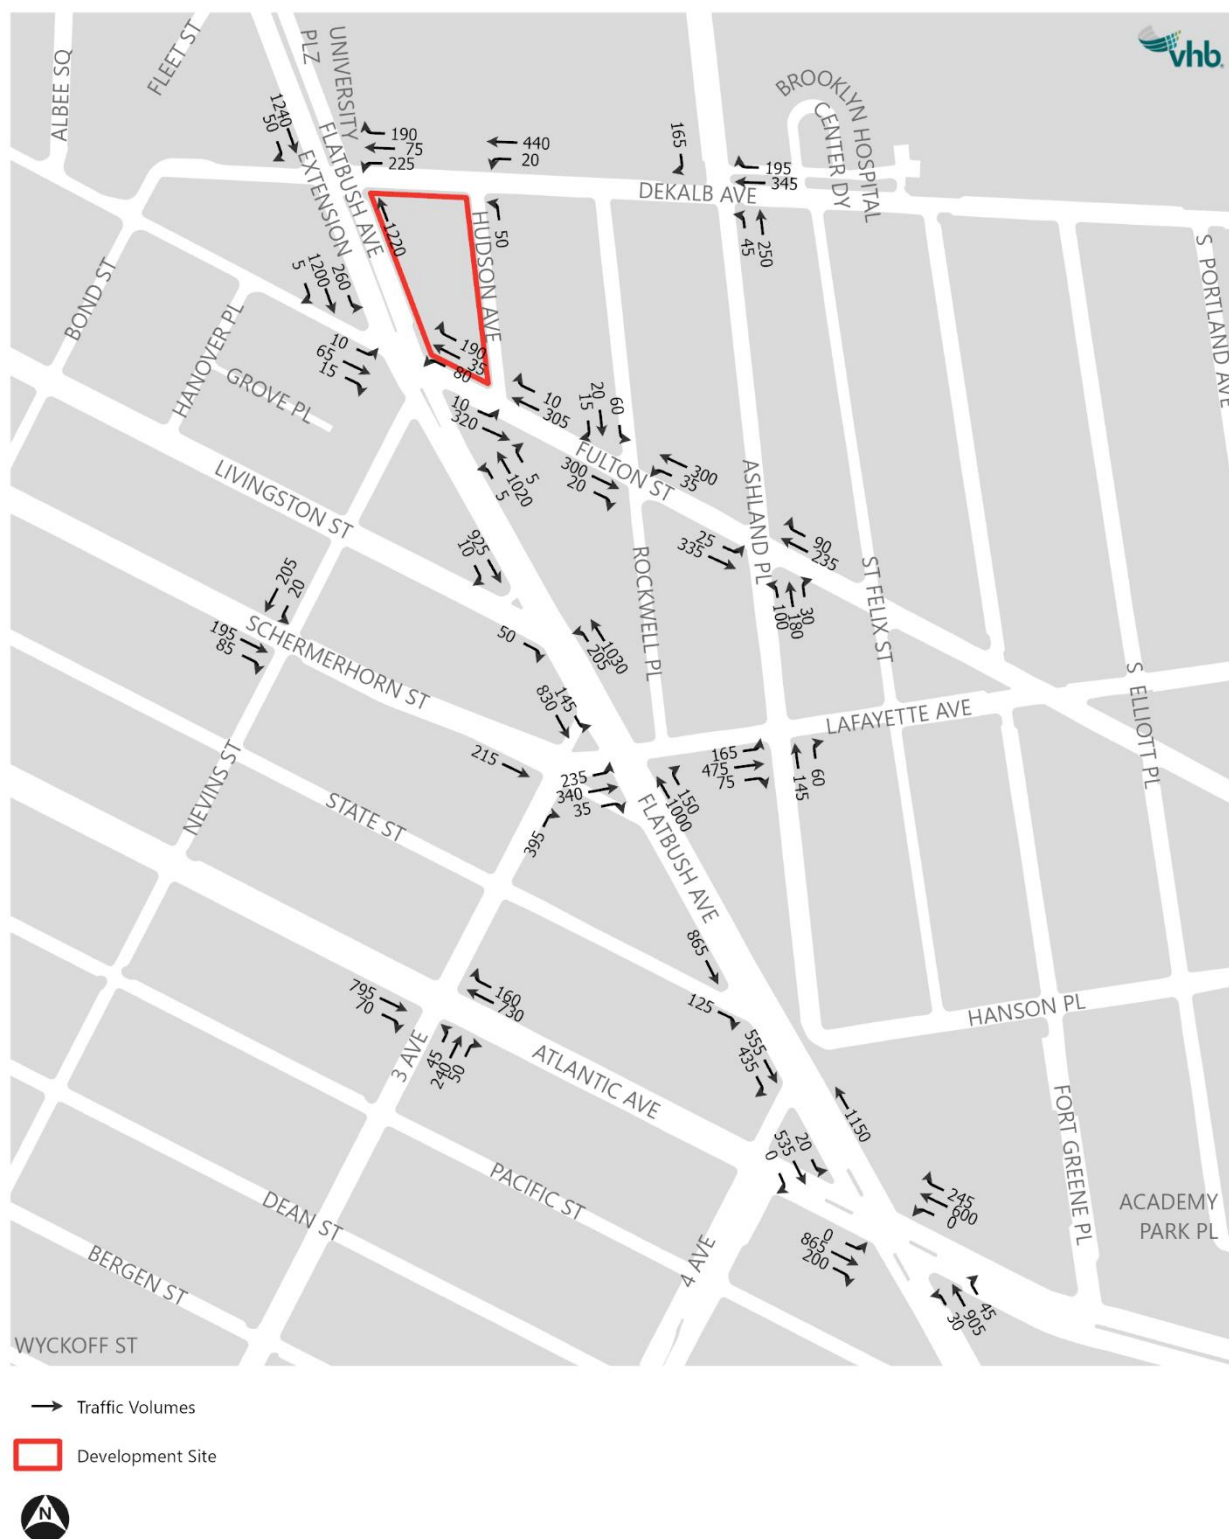 vhb.
ALBEE SQ
FLEET ST
UNIVERSITY
PLZ
BROOKLYN HOSPITAL
CENTER DY
1240
50
190
75
225
440
20
165
195
345
FLATBUSH AVE
EXTENSION
DEKALB AVE
45
250
1220
HUDSON AVE
50
S PORTLAND AVE
BOND ST
HANOVER PL
GROVE PL
5
1200
260
10
65
15
190
35
80
10
320
10
305
15
20
60
5
1020
5
300
20
FULTON ST
300
35
LIVINGSTON ST
ASHLAND PL
ROCKWELL PL
ST FELIX ST
25
335
90
235
100
180
30
925
10
205
20
195
85
SCHERMERHORN ST
50
1030
205
830
145
S ELLIOTT PL
LAFAYETTE AVE
215
235
340
35
165
475
75
145
60
150
1000
NEVINS ST
STATE ST
395
FLATBUSH AVE
865
125
795
70
160
730
HANSON PL
3 AVE
45
240
50
ATLANTIC AVE
555
435
1150
FORT GREENE PL
0
535
20
PACIFIC ST
DEAN ST
BERGEN ST
4 AVE
0
865
200
245
600
0
30
905
45
ACADEMY
PARK PL
WYCKOFF ST
Traffic Volumes
Development Site
N